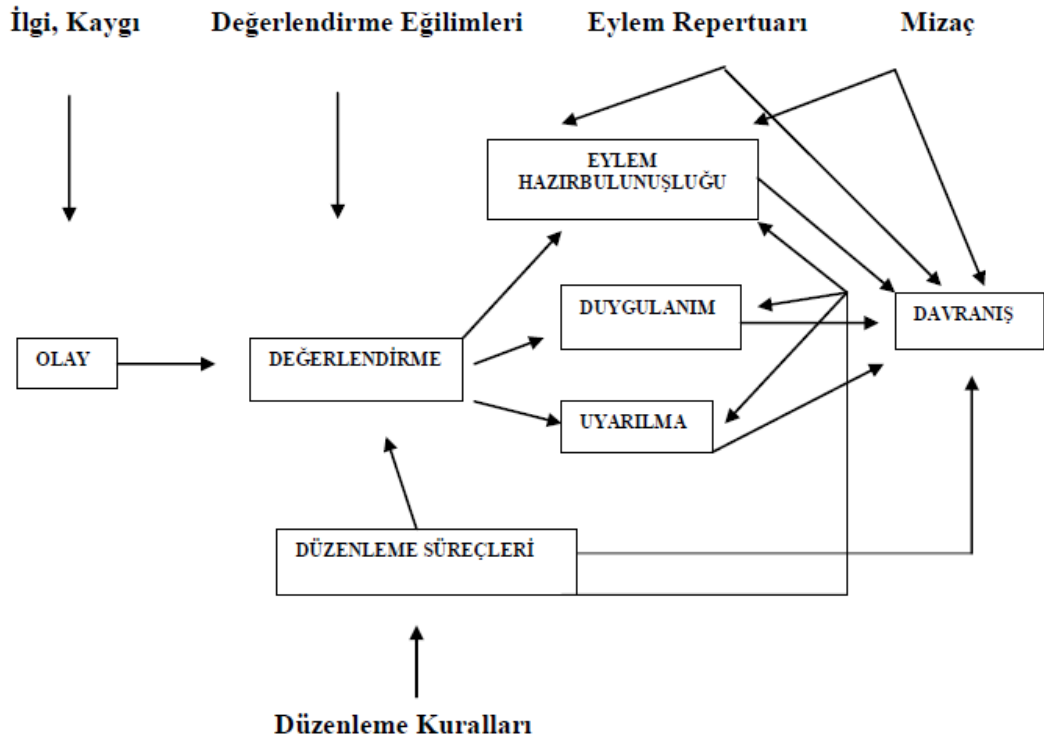 İlgi, Kaygı
Değerlendirme Eğilimleri
Eylem Repertuarı
Mizaç
EYLEM
HAZIRBULUNUŞLUĞU
DUYGULANIM
DAVRANIŞ
OLAY
DEĞERLENDİRME
UYARILMA
DÜZENLEME SÜREÇLERİ
Düzenleme Kuralları